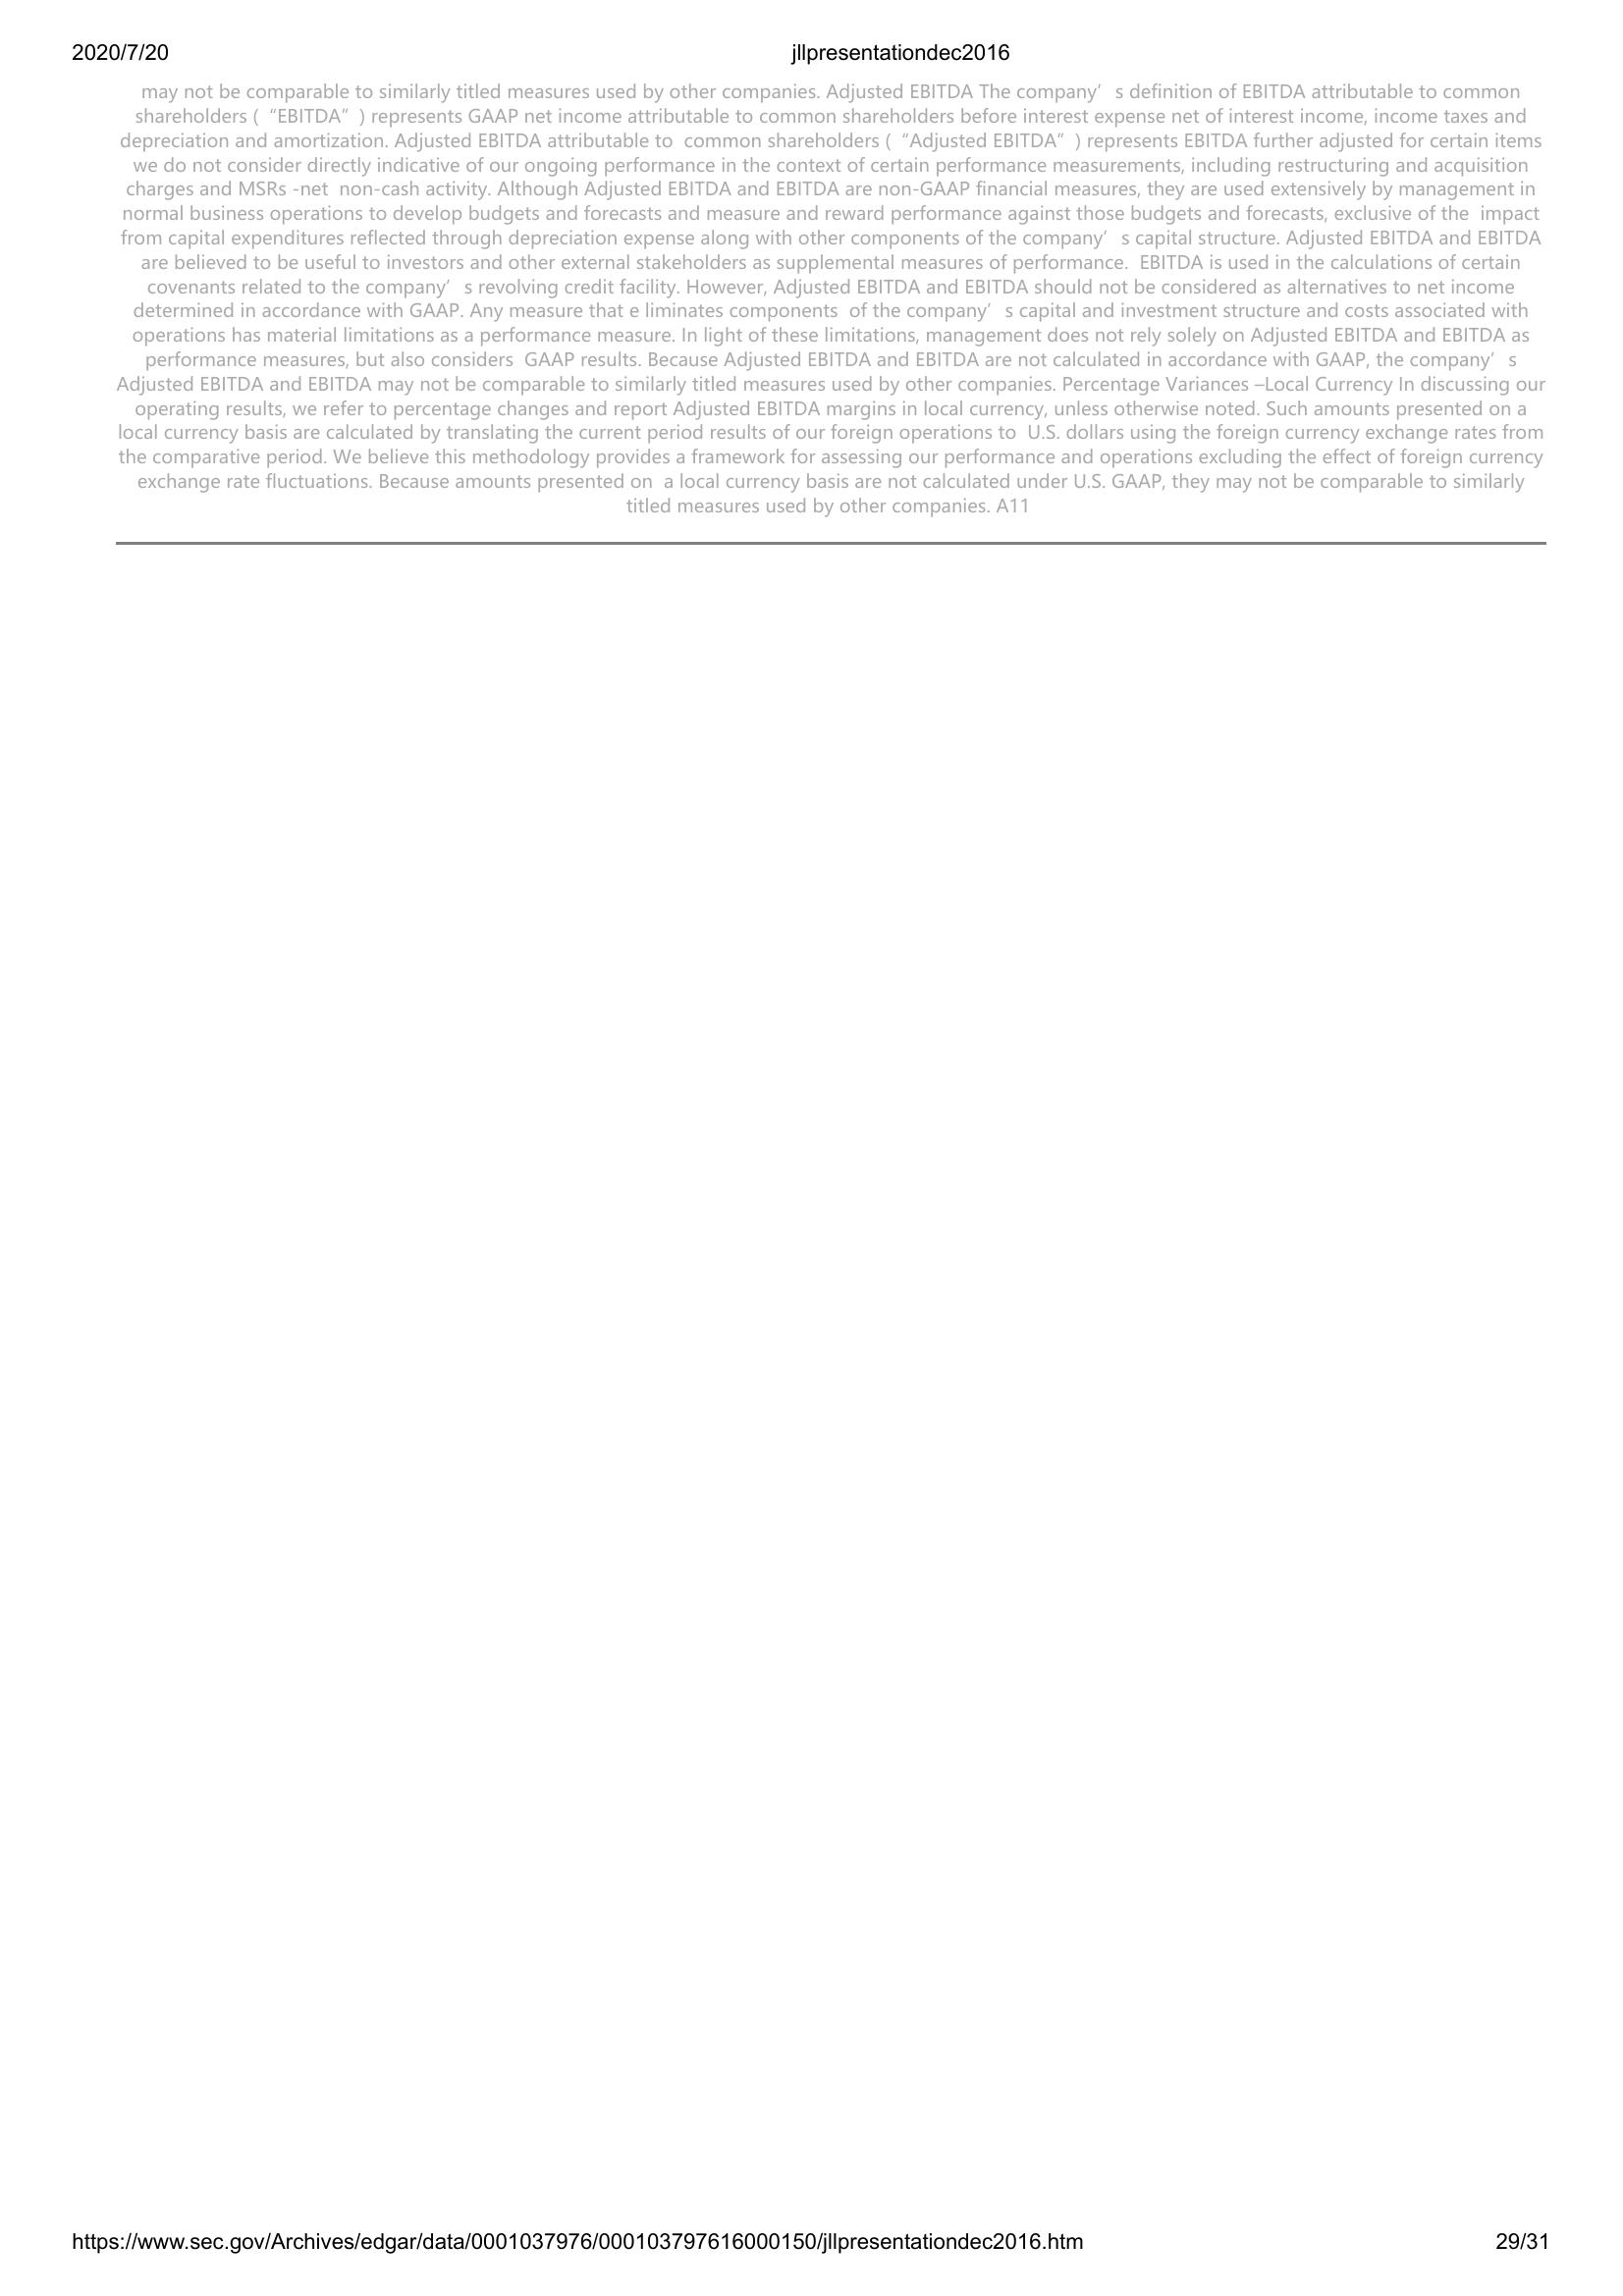 2020/7/20 jllpresentationdec2016
may not be comparable to similarly titled measures used by other companies. Adjusted EBITDA The company’s definition of EBITDA attributable to common
shareholders (“EBITDA”) represents GAAP net income attributable to common shareholders before interest expense net of interest income, income taxes and
depreciation and amortization. Adjusted EBITDA attributable to common shareholders (“Adjusted EBITDA”) represents EBITDA further adjusted for certain items
we do not consider directly indicative of our ongoing performance in the context of certain performance measurements, including restructuring and acquisition
charges and MSRs -net non-cash activity. Although Adjusted EBITDA and EBITDA are non-GAAP financial measures, they are used extensively by management in
normal business operations to develop budgets and forecasts and measure and reward performance against those budgets and forecasts, exclusive of the impact
from capital expenditures reflected through depreciation expense along with other components of the company’s capital structure. Adjusted EBITDA and EBITDA
are believed to be useful to investors and other external stakeholders as supplemental measures of performance. EBITDA is used in the calculations of certain
covenants related to the company’s revolving credit facility. However, Adjusted EBITDA and EBITDA should not be considered as alternatives to net income
determined in accordance with GAAP. Any measure that e liminates components of the company’s capital and investment structure and costs associated with
operations has material limitations as a performance measure. In light of these limitations, management does not rely solely on Adjusted EBITDA and EBITDA as
performance measures, but also considers GAAP results. Because Adjusted EBITDA and EBITDA are not calculated in accordance with GAAP, the company’s
Adjusted EBITDA and EBITDA may not be comparable to similarly titled measures used by other companies. Percentage Variances –Local Currency In discussing our
operating results, we refer to percentage changes and report Adjusted EBITDA margins in local currency, unless otherwise noted. Such amounts presented on a
local currency basis are calculated by translating the current period results of our foreign operations to U.S. dollars using the foreign currency exchange rates from
the comparative period. We believe this methodology provides a framework for assessing our performance and operations excluding the effect of foreign currency
exchange rate fluctuations. Because amounts presented on a local currency basis are not calculated under U.S. GAAP, they may not be comparable to similarly
titled measures used by other companies. A11
https://www.sec.gov/Archives/edgar/data/0001037976/000103797616000150/jllpresentationdec2016.htm 29/31